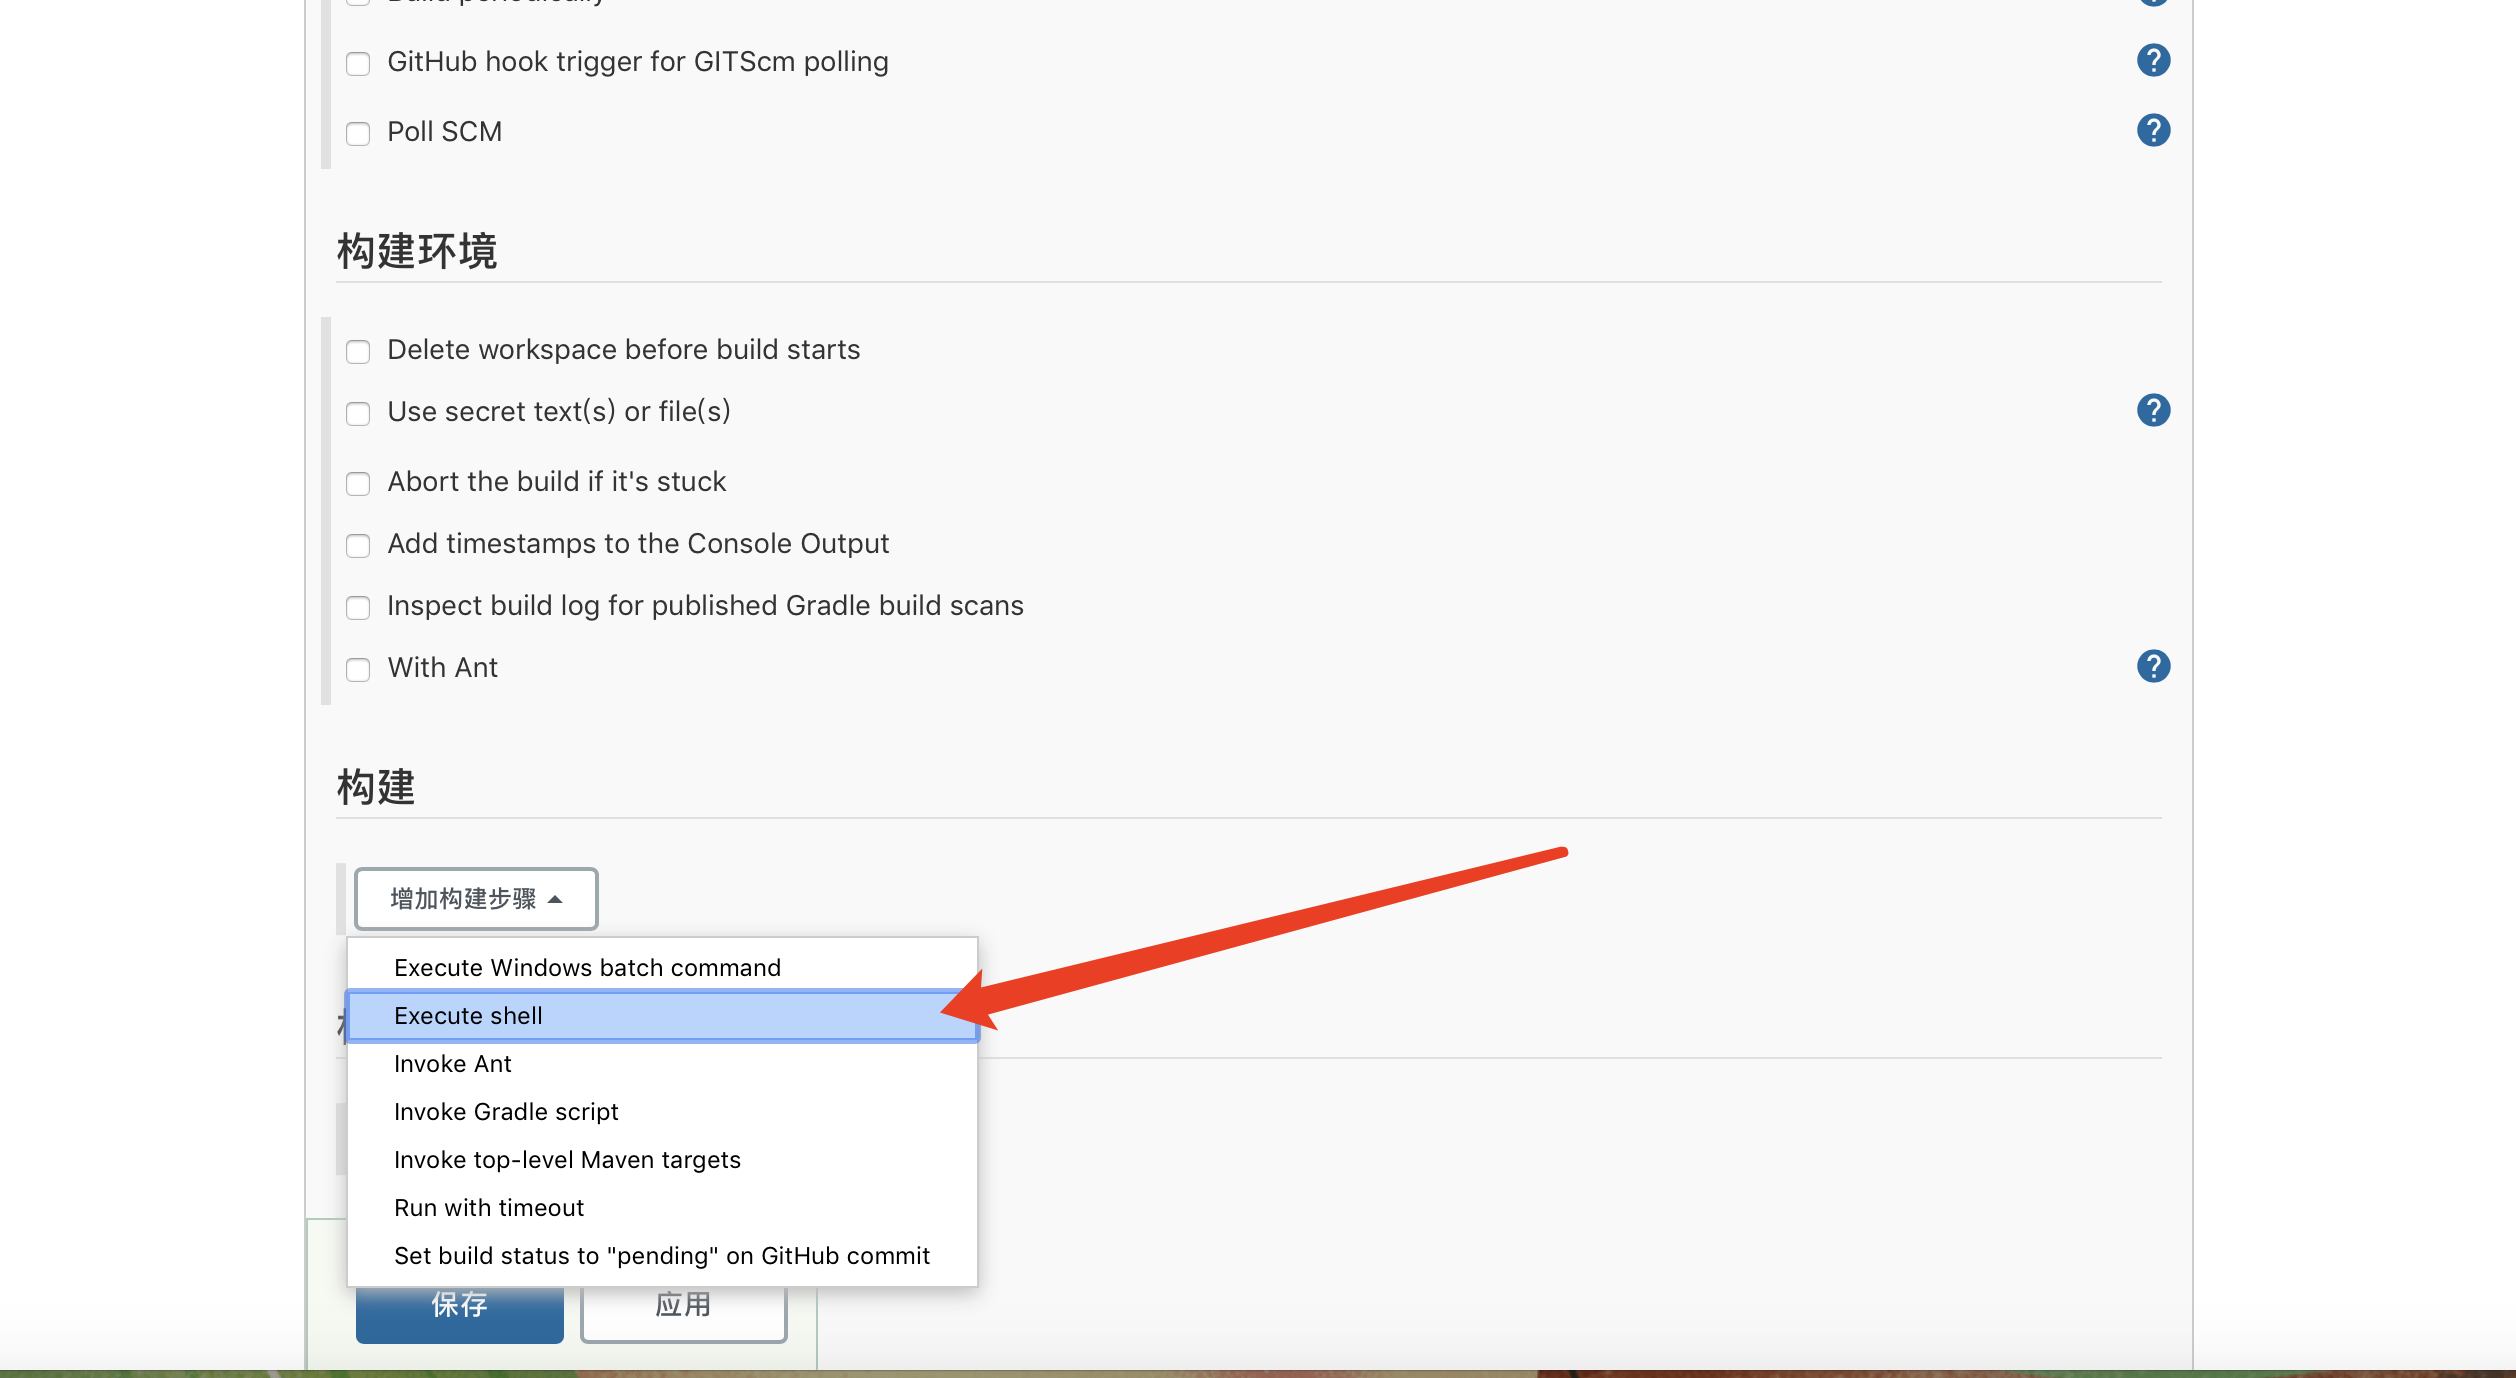 Build periodically
GitHub hook trigger for GITScm polling
Poll SCM
构建环境
Delete workspace before build starts
Use secret text(s) or file(s)
Abort the build if it's stuck
Add timestamps to the Console Output
Inspect build log for published Gradle build scans
With Ant
构建
增加构建步骤
Execute Windows batch command
Execute shell
Invoke Ant
Invoke Gradle script
Invoke top-level Maven targets
Run with timeout
Set build status to "pending" on GitHub commit
保存 应用